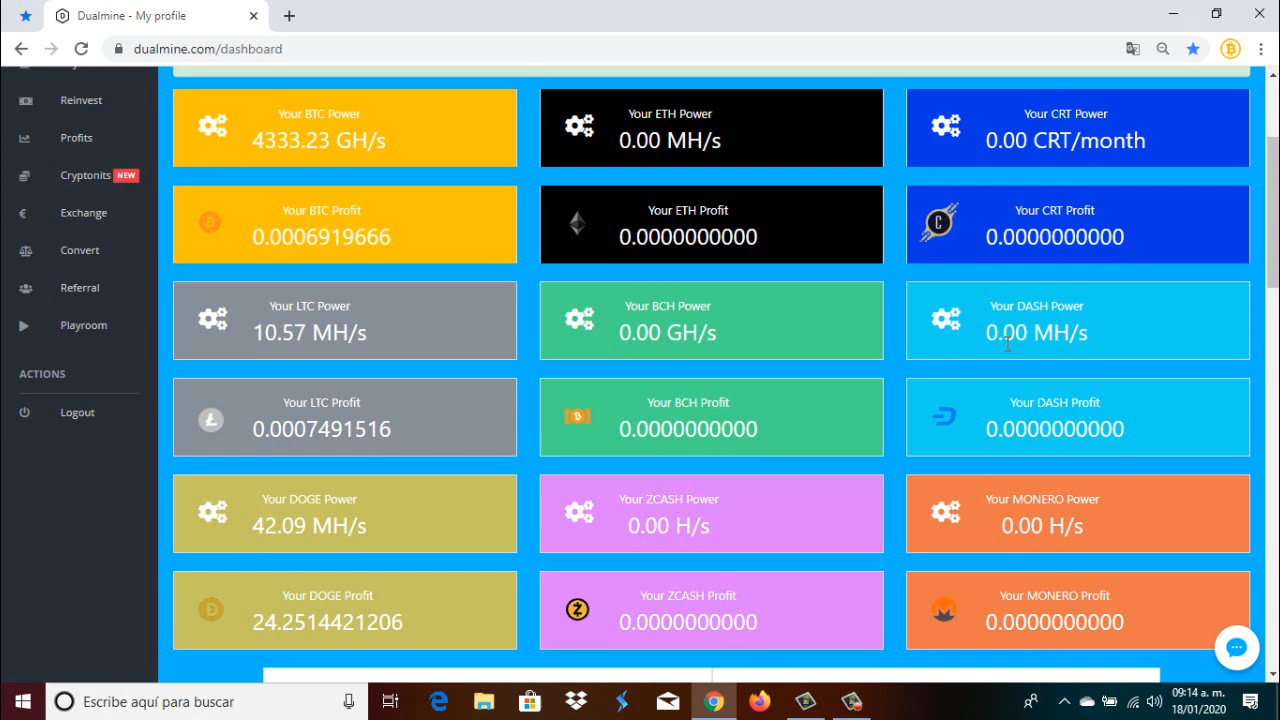 Dualmine - My profile
dualmine.com/dashboard
Reinvest
Profits
Cryptonits NEW
Exchange
Convert
Referral
Playroom
ACTIONS
Logout
Your BTC Power
4333.23 GH/s
Your ETH Power
0.00 MH/s
Your CRT Power
0.00 CRT/month
Your BTC Profit
0.0006919666
Your ETH Profit
0.0000000000
Your CRT Profit
0.0000000000
Your LTC Power
10.57 MH/s
Your BCH Power
0.00 GH/s
Your DASH Power
0.00 MH/s
Your LTC Profit
0.0007491516
Your BCH Profit
0.0000000000
Your DASH Profit
0.0000000000
Your DOGE Power
42.09 MH/s
Your ZCASH Power
0.00 H/s
Your MONERO Power
0.00 H/s
Your DOGE Profit
24.2514421206
Your ZCASH Profit
0.0000000000
Your MONERO Profit
0.0000000000
Escribe aquí para buscar
09:14 a. m.
18/01/2020